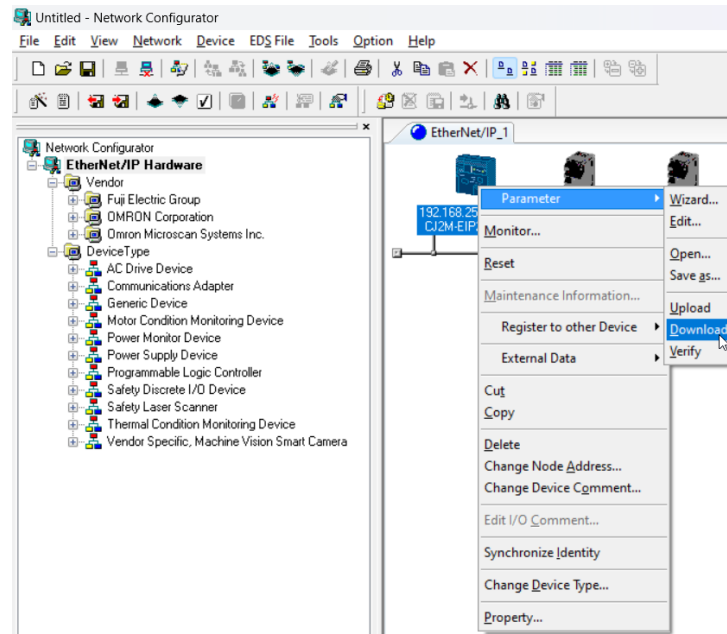 Untitled - Network Configurator
File Edit View Network Device EDS File Tools Option Help
EtherNet/IP_1
Network Configurator
EtherNet/IP Hardware
Vendor
Fuji Electric Group
OMRON Corporation
Omron Microscan Systems Inc.
DeviceType
AC Drive Device
Communications Adapter
Generic Device
Motor Condition Monitoring Device
Power Monitor Device
Power Supply Device
Programmable Logic Controller
Safety Discrete I/O Device
Safety Laser Scanner
Thermal Condition Monitoring Device
Vendor Specific, Machine Vision Smart Camera
192.168.25
CJ2M-EIP
Parameter
Monitor...
Reset
Maintenance Information...
Register to other Device
External Data
Cut
Copy
Delete
Change Node Address...
Change Device Comment...
Edit I/O Comment...
Synchronize Identity
Change Device Type...
Property...
Wizard...
Edit...
Open...
Save as...
Upload
Download
Verify